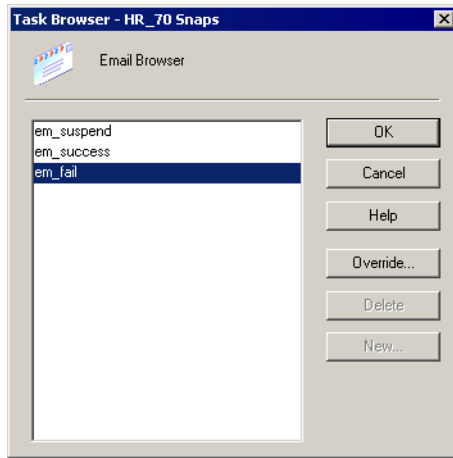 Task Browser - HR_70 Snaps
Email Browser
em_suspend
em_success
em_fail
OK
Cancel
Help
Override...
Delete
New...